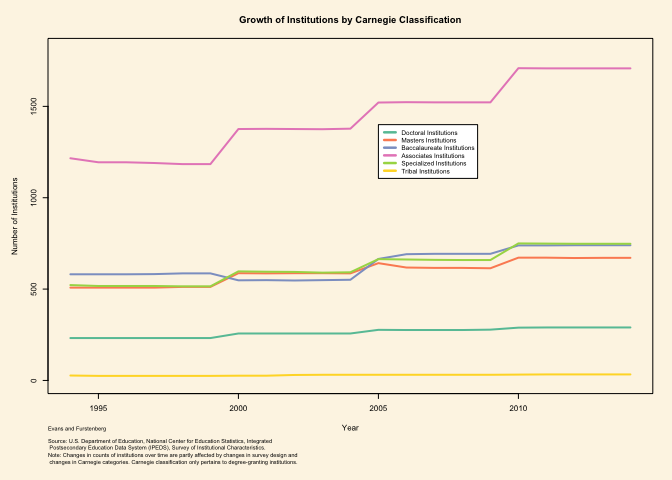 Growth of Institutions by Carnegie Classification
Number of Institutions
1500
1000
500
0
Doctoral Institutions
Masters Institutions
Baccalaureate Institutions
Associates Institutions
Specialized Institutions
Tribal Institutions
1995
2000
2005
2010
Year
Evans and Furstenberg
Source: U.S. Department of Education, National Center for Education Statistics, Integrated
Postsecondary Education Data System (IPEDS), Survey of Institutional Characteristics.
Note: Changes in counts of institutions over time are partly affected by changes in survey design and
changes in Carnegie categories. Carnegie classification only pertains to degree-granting institutions.